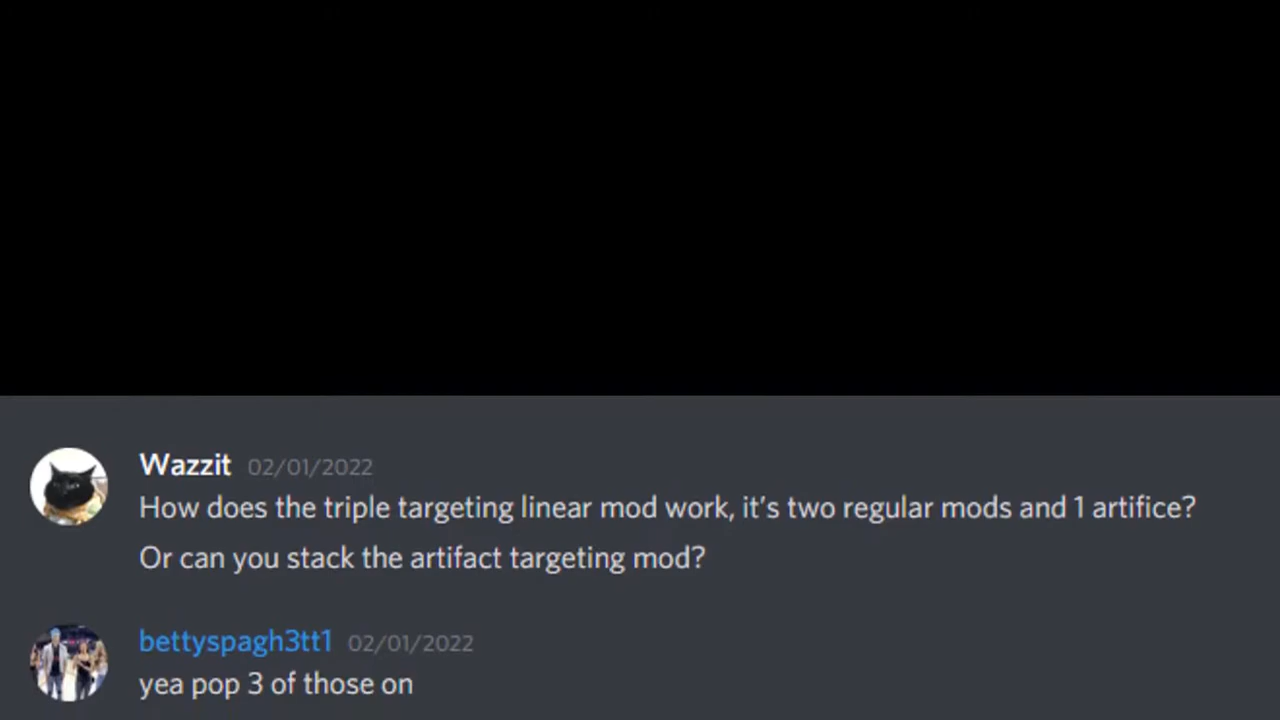 Wazzit 02/01/2022
How does the triple targeting linear mod work, it's two regular mods and 1 artifice?
Or can you stack the artifact targeting mod?
bettyspagh3tt1 02/01/2022
yea pop 3 of those on